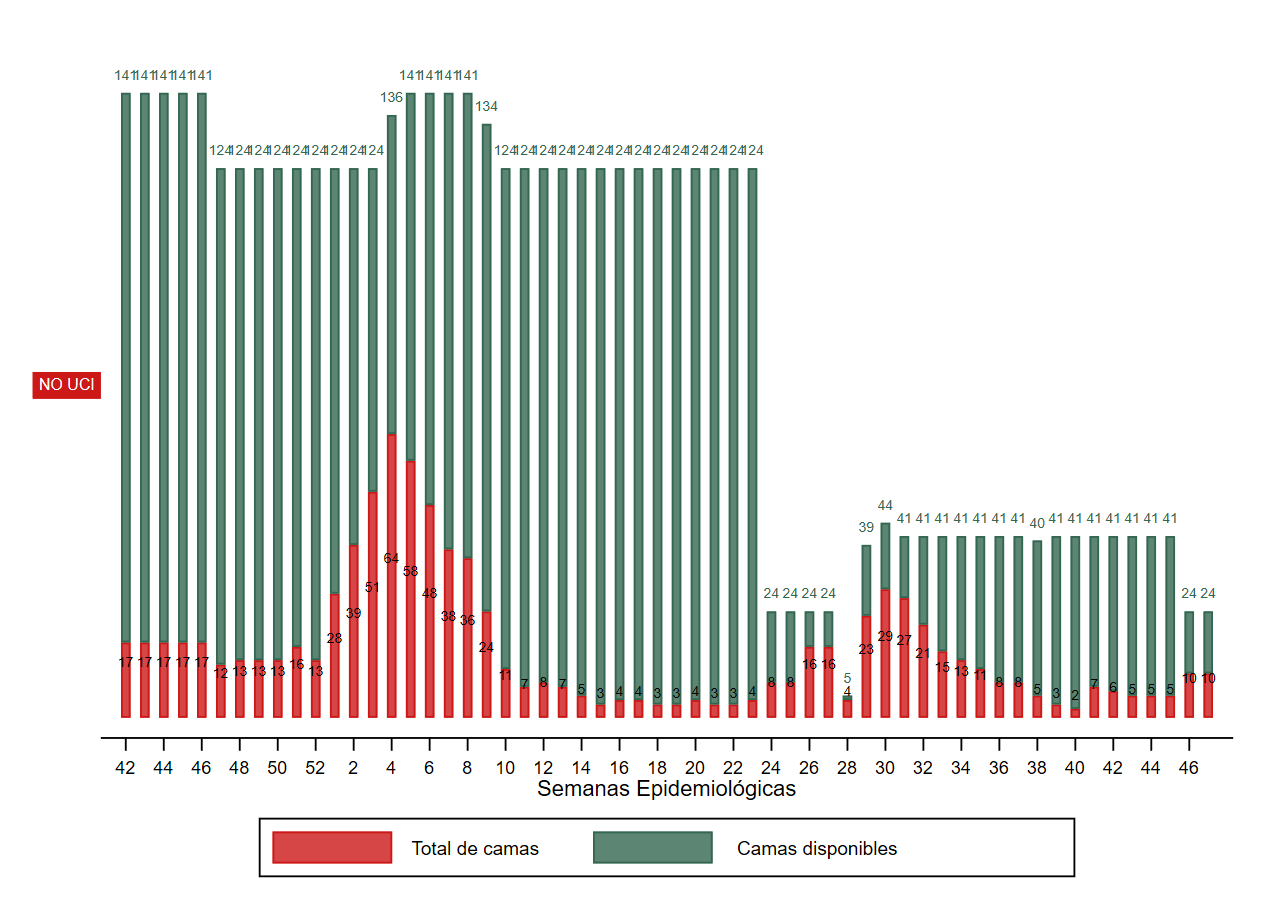 141 141 141 141 141 141 141 141 141
136
134
124 124 124 124 124 124 124 124 124 124 124 124 124 124 124 124 124 124 124 124 124 124 124
NO UCI
44
39 41 41 41 41 41 41 41 40 41 41 41 41 41 41 41
24 24 24 24 24 24
5
17 17 17 17 17 12 13 13 13 16 13 28 39 51 64 58 48 38 36 24 11 7 8 7 5 3 4 4 3 3 4 3 3 4 8 8 16 16 4 23 29 27 21 15 13 11 8 8 5 3 2 7 6 5 5 5 10 10
42 44 46 48 50 52 2 4 6 8 10 12 14 16 18 20 22 24 26 28 30 32 34 36 38 40 42 44 46
Semanas Epidemiológicas
Total de camas Camas disponibles